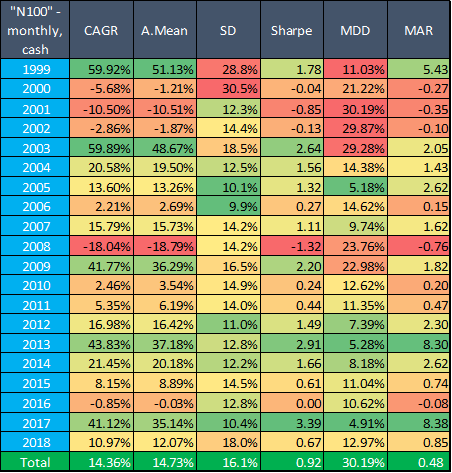 "N100" - monthly, cash CAGR A.Mean SD Sharpe MDD MAR
1999 59.92% 51.13% 28.8% 1.78 11.03% 5.43
2000 -5.68% -1.21% 30.5% -0.04 21.22% -0.27
2001 -10.50% -10.51% 12.3% -0.85 30.19% -0.35
2002 -2.86% -1.87% 14.4% -0.13 29.87% -0.10
2003 59.89% 48.67% 18.5% 2.64 29.28% 2.05
2004 20.58% 19.50% 12.5% 1.56 14.38% 1.43
2005 13.60% 13.26% 10.1% 1.32 5.18% 2.62
2006 2.21% 2.69% 9.9% 0.27 14.62% 0.15
2007 15.79% 15.73% 14.2% 1.11 9.74% 1.62
2008 -18.04% -18.79% 14.2% -1.32 23.76% -0.76
2009 41.77% 36.29% 16.5% 2.20 22.98% 1.82
2010 2.46% 3.54% 14.9% 0.24 12.62% 0.20
2011 5.35% 6.19% 14.0% 0.44 11.35% 0.47
2012 16.98% 16.42% 11.0% 1.49 7.39% 2.30
2013 43.83% 37.18% 12.8% 2.91 5.28% 8.30
2014 21.45% 20.18% 12.2% 1.66 8.18% 2.62
2015 8.15% 8.89% 14.5% 0.61 11.04% 0.74
2016 -0.85% -0.03% 12.8% 0.00 10.62% -0.08
2017 41.12% 35.14% 10.4% 3.39 4.91% 8.38
2018 10.97% 12.07% 18.0% 0.67 12.97% 0.85
Total 14.36% 14.73% 16.1% 0.92 30.19% 0.48